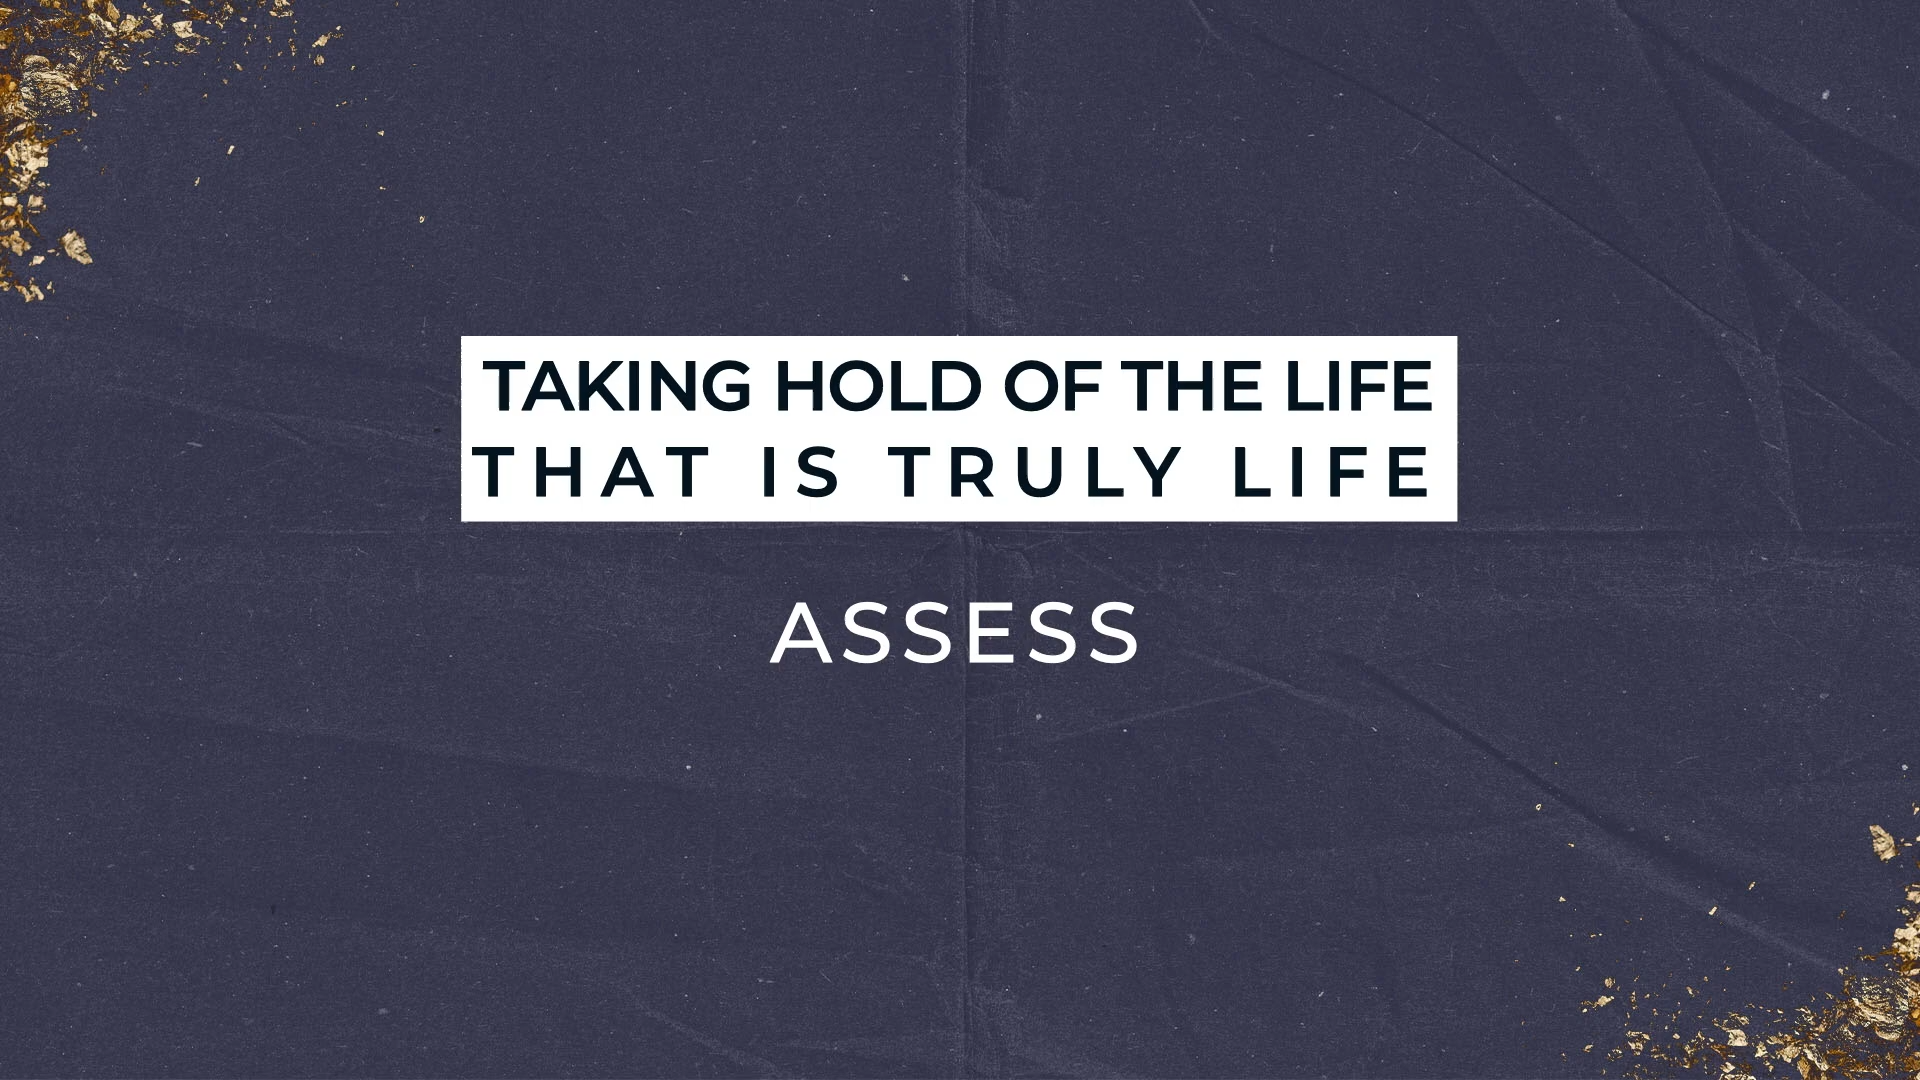 TAKING HOLD OF THE LIFE
THAT IS TRULY LIFE
ASSESS